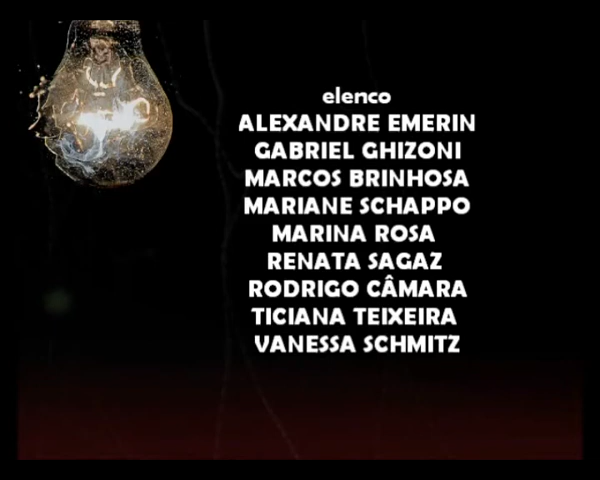 elenco
ALEXANDRE EMERIN
GABRIEL GHIZONI
MARCOS BRINHOSA
MARIANE SCHAPPO
MARINA ROSA
RENATA SAGAZ
RODRIGO CÂMARA
TICIANA TEIXEIRA
VANESSA SCHMITZ